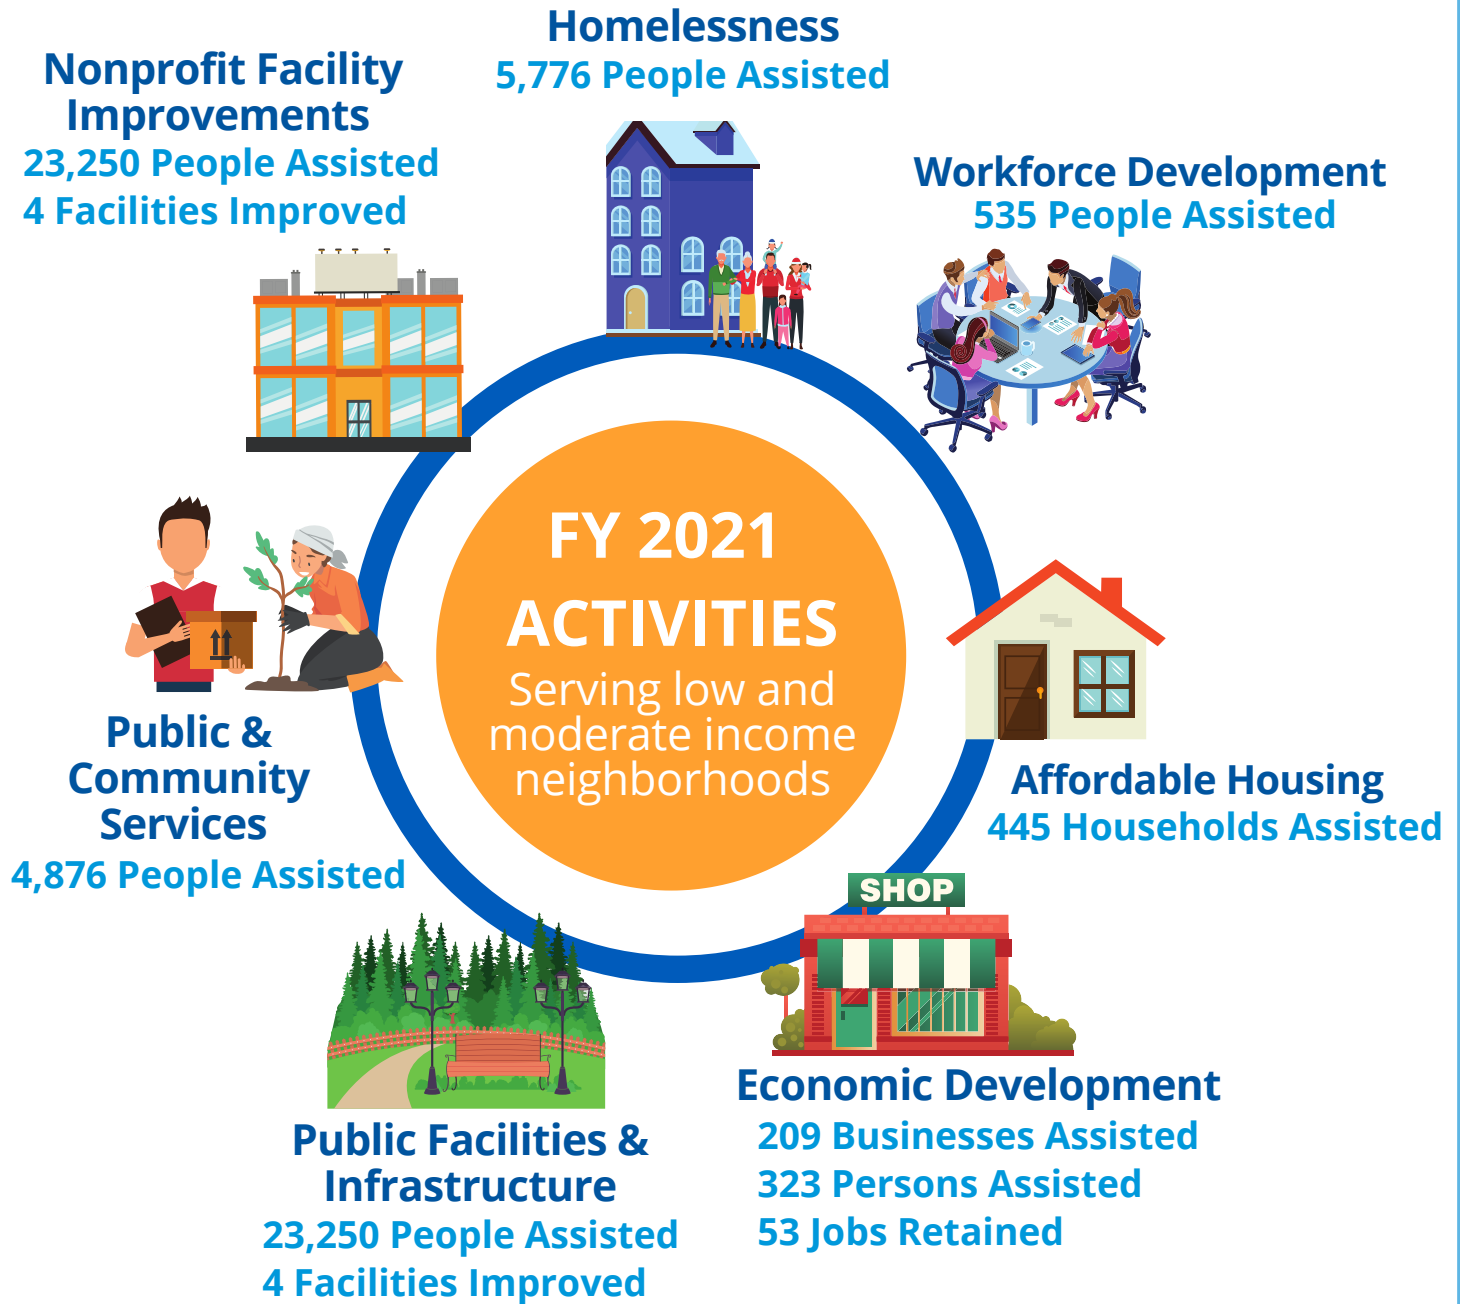 Homelessness
5,776 People Assisted
Nonprofit Facility
Improvements
23,250 People Assisted
4 Facilities Improved
Workforce Development
535 People Assisted
FY 2021
ACTIVITIES
Serving low and
moderate income
neighborhoods
Public &
Community
Services
4,876 People Assisted
Affordable Housing
445 Households Assisted
SHOP
Economic Development
209 Businesses Assisted
323 Persons Assisted
53 Jobs Retained
Public Facilities &
Infrastructure
23,250 People Assisted
4 Facilities Improved